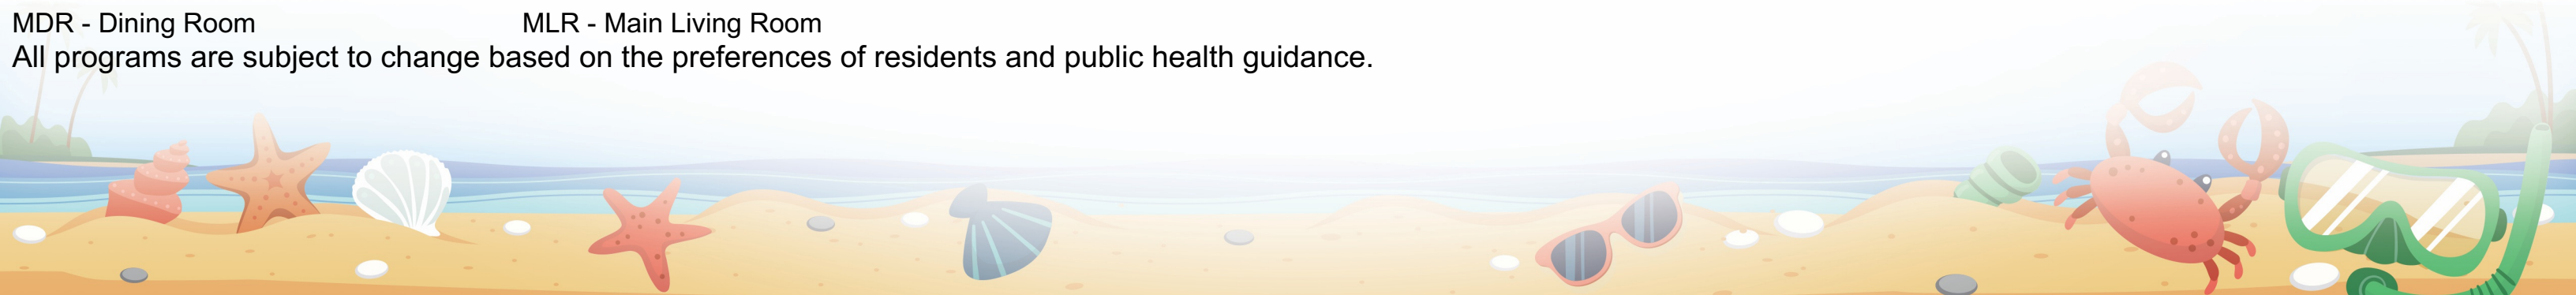 MDR - Dining Room MLR - Main Living Room
All programs are subject to change based on the preferences of residents and public health guidance.